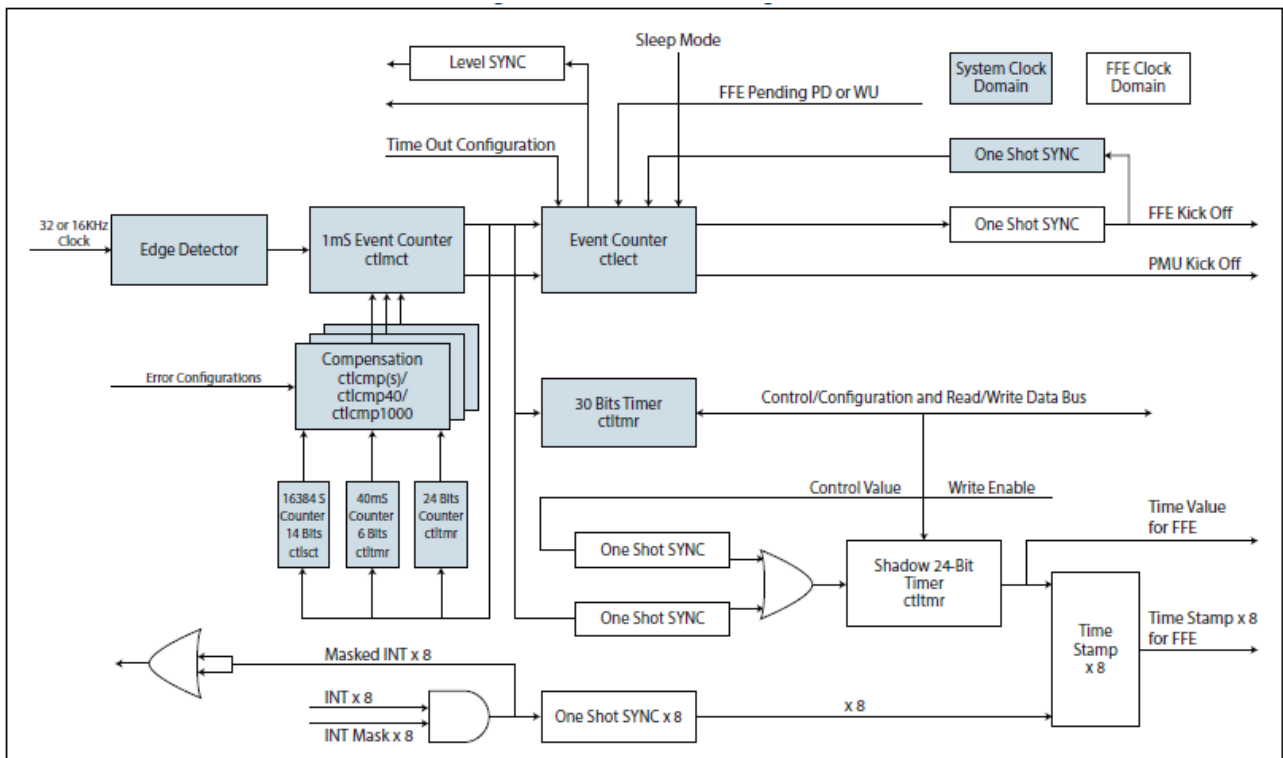 Sleep Mode
Level SYNC
System Clock
Domain
FFE Clock
Domain
FFE Pending PD or WU
Time Out Configuration
One Shot SYNC
32 or 16KHz
Clock
Edge Detector
1mS Event Counter
ctlmct
Event Counter
ctlect
One Shot SYNC
FFE Kick Off
PMU Kick Off
Error Configurations
Compensation
ctlcmp(s)/
ctlcmp40/
ctlcmp1000
30 Bits Timer
ctltmr
Control/Configuration and Read/Write Data Bus
16384 S
Counter
14 Bits
ctlsct
40mS
Counter
6 Bits
ctltmr
24 Bits
Counter
ctltmr
Control Value
Write Enable
Time Value
for FFE
One Shot SYNC
Shadow 24-Bit
Timer
ctltmr
One Shot SYNC
Time
Stamp
x 8
Time Stamp x 8
for FFE
Masked INT x 8
INT x 8
INT Mask x 8
One Shot SYNC x 8
x 8